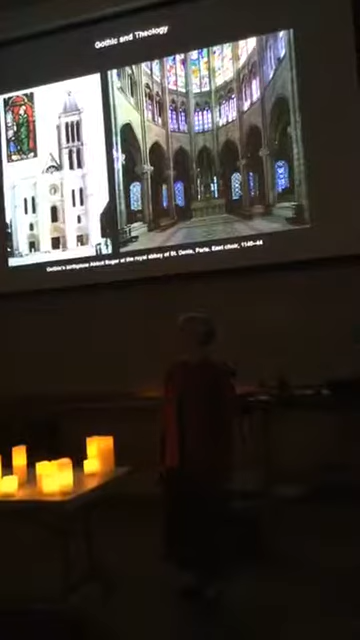 Gothic and Theology
Gothic's birthplace Abbot Suger at the royal abbey of St. Denis, Paris. East choir, 1140-44